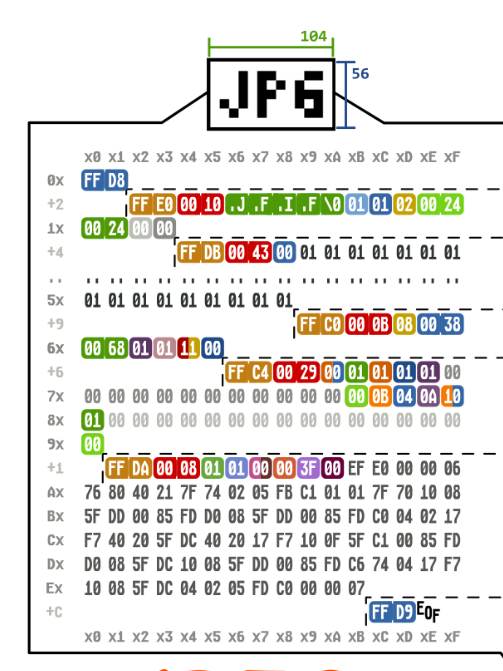 104
JPG
56
x0 x1 x2 x3 x4 x5 x6 x7 x8 x9 xA xB xC xD xE xF
0x FF D8
+2 FF E0 00 10 .J .F .I .F \0 01 01 02 00 24
1x 00 24 00 00
+4 FF DB 00 43 00 01 01 01 01 01 01 01
.. .. .. .. .. .. .. .. .. .. .. .. .. .. .. .. ..
5x 01 01 01 01 01 01 01 01 01
+9 FF C0 00 0B 08 00 38
6x 00 68 01 01 11 00
+6 FF C4 00 29 00 01 01 01 01 00
7x 00 00 00 00 00 00 00 00 00 00 00 00 0B 04 0A 10
8x 01 00 00 00 00 00 00 00 00 00 00 00 00 00 00 00
9x 00
+1 FF DA 00 08 01 01 00 00 3F 00 EF E0 00 00 06
Ax 76 80 40 21 7F 74 02 05 FB C1 01 01 7F 70 10 08
Bx 5F DD 00 85 FD D0 08 5F DD 00 85 FD C0 04 02 17
Cx F7 40 20 5F DC 40 20 17 F7 10 0F 5F C1 00 85 FD
Dx D0 08 5F DC 10 08 5F DD 00 85 FD C6 74 04 17 F7
Ex 10 08 5F DC 04 02 05 FD C0 00 00 07
+C FF D9 EOF
x0 x1 x2 x3 x4 x5 x6 x7 x8 x9 xA xB xC xD xE xF